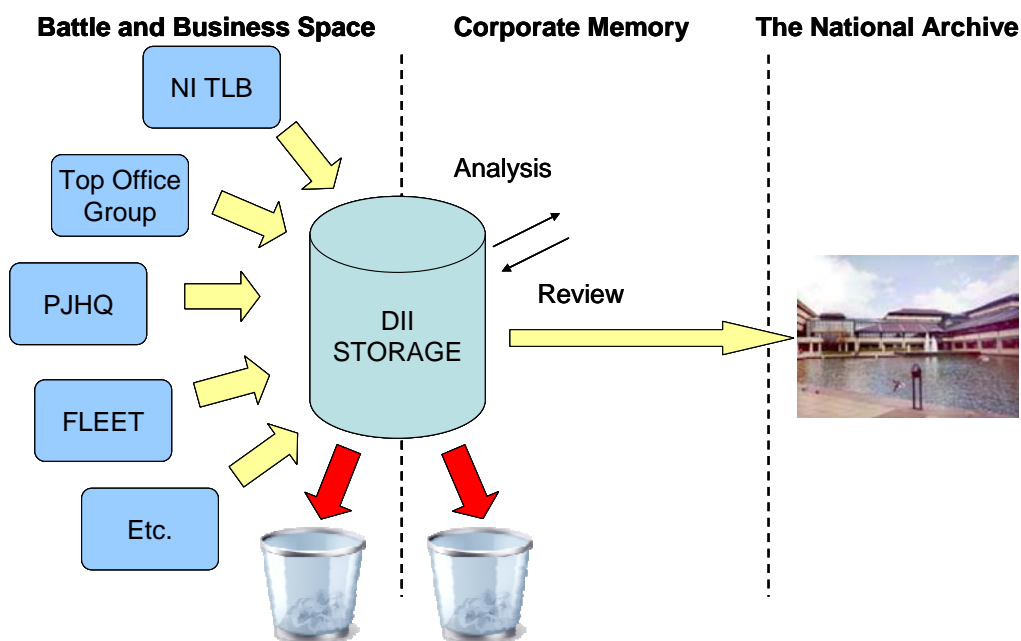 Battle and Business Space
Corporate Memory
The National Archive
NI TLB
Top Office
Group
PJHQ
FLEET
Etc.
DII
STORAGE
Analysis
Review